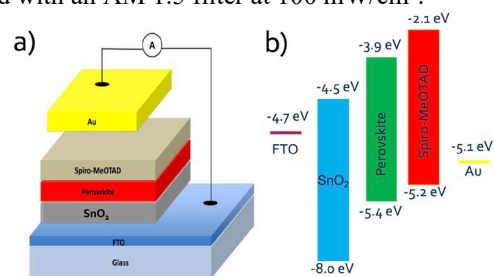 d with an AM 1.5 filter at 100 mW/cm².
a)
A
Au
Spiro-MeOTAD
Perovskite
SnO₂
FTO
Glass
b)
-2.1 eV
-3.9 eV
-4.5 eV
-4.7 eV
FTO
SnO₂
Perovskite
Spiro-MeOTAD
-5.1 eV
Au
-5.2 eV
-5.4 eV
-8.0 eV